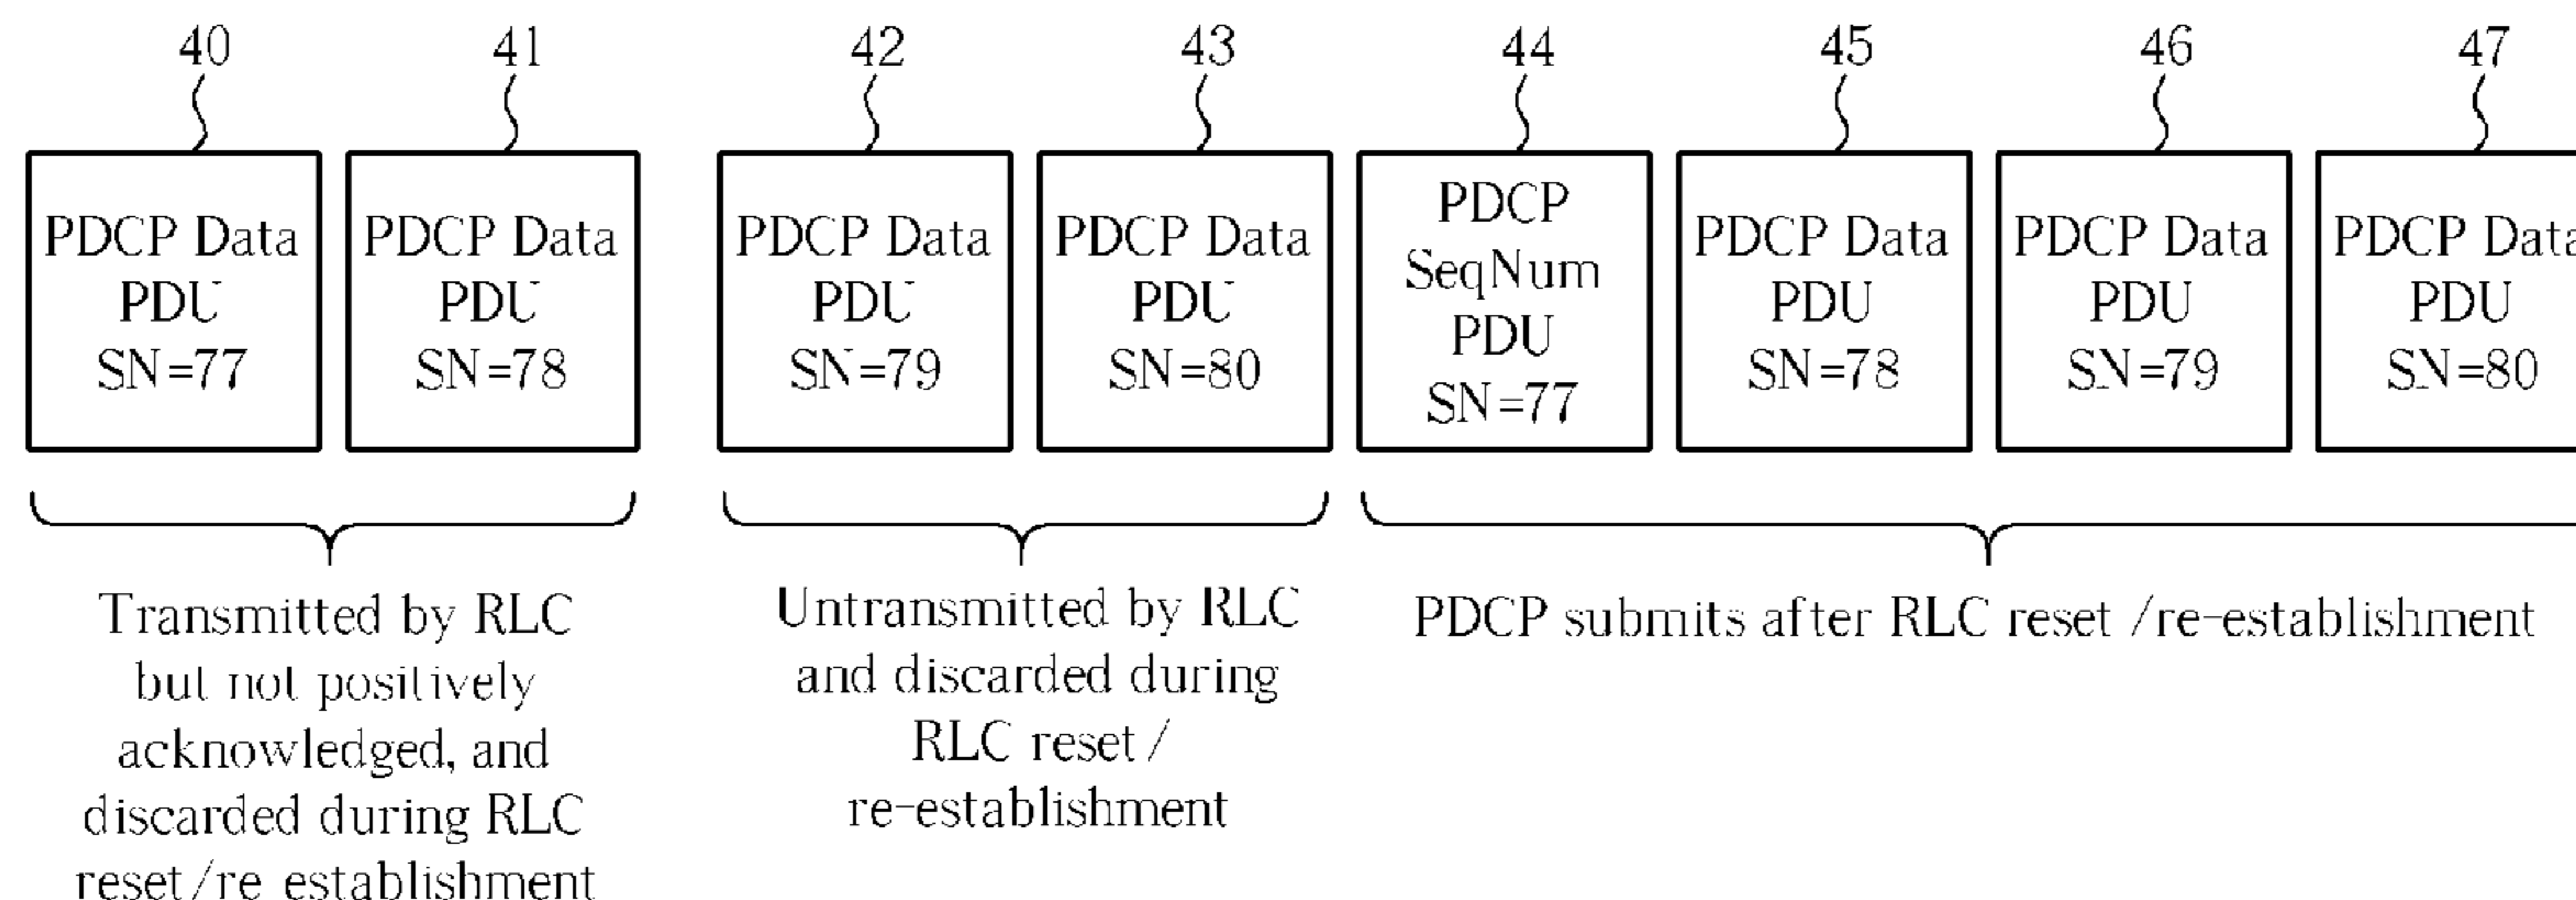 40 41 42 43 44 45 46 47
PDCP Data
PDU
SN=77
PDCP Data
PDU
SN=78
PDCP Data
PDU
SN=79
PDCP Data
PDU
SN=80
PDCP
SeqNum
PDU
SN=77
PDCP Data
PDU
SN=78
PDCP Data
PDU
SN=79
PDCP Data
PDU
SN=80
Transmitted by RLC
but not positively
acknowledged, and
discarded during RLC
reset/re establishment
Untransmitted by RLC
and discarded during
RLC reset/
re-establishment
PDCP submits after RLC reset /re-establishment